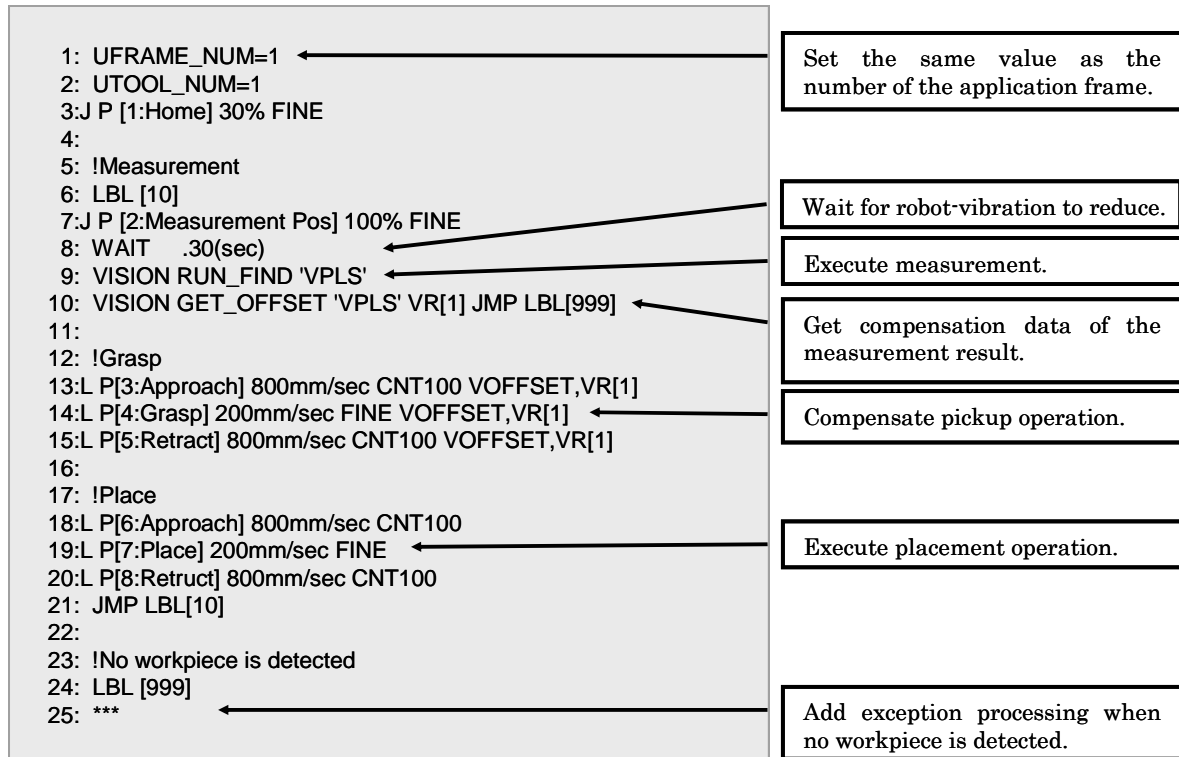 1: UFRAME_NUM=1
2: UTOOL_NUM=1
3:J P [1:Home] 30% FINE
4:
5: !Measurement
6: LBL [10]
7:J P [2:Measurement Pos] 100% FINE
8: WAIT .30(sec)
9: VISION RUN_FIND 'VPLS'
10: VISION GET_OFFSET 'VPLS' VR[1] JMP LBL[999]
11:
12: !Grasp
13:L P[3:Approach] 800mm/sec CNT100 VOFFSET,VR[1]
14:L P[4:Grasp] 200mm/sec FINE VOFFSET,VR[1]
15:L P[5:Retract] 800mm/sec CNT100 VOFFSET,VR[1]
16:
17: !Place
18:L P[6:Approach] 800mm/sec CNT100
19:L P[7:Place] 200mm/sec FINE
20:L P[8:Retruct] 800mm/sec CNT100
21: JMP LBL[10]
22:
23: !No workpiece is detected
24: LBL [999]
25: ***
Set the same value as the
number of the application frame.
Wait for robot-vibration to reduce.
Execute measurement.
Get compensation data of the
measurement result.
Compensate pickup operation.
Execute placement operation.
Add exception processing when
no workpiece is detected.